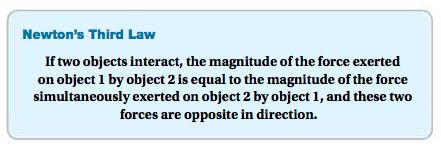 Newton's Third Law
If two objects interact, the magnitude of the force exerted
on object 1 by object 2 is equal to the magnitude of the force
simultaneously exerted on object 2 by object 1, and these two
forces are opposite in direction.